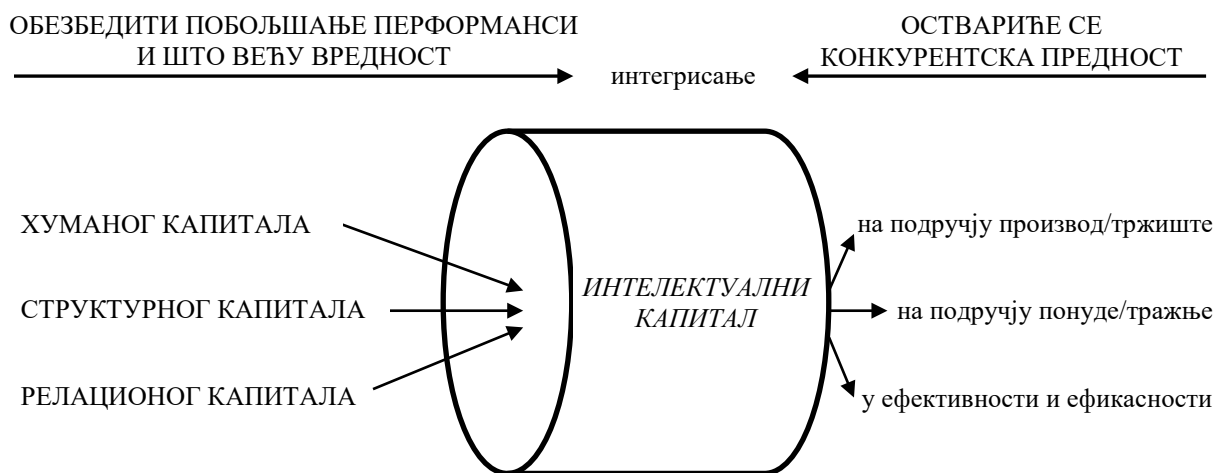 ОБЕЗБЕДИТИ ПОБОЉШАЊЕ ПЕРФОРМАНСИ
И ШТО ВЕЋУ ВРЕДНОСТ
интегрисање
ОСТВАРИЋЕ СЕ
КОНКУРЕНТСКА ПРЕДНОСТ
ХУМАНОГ КАПИТАЛА
СТРУКТУРНОГ КАПИТАЛА
РЕЛАЦИОНОГ КАПИТАЛА
ИНТЕЛЕКТУАЛНИ
КАПИТАЛ
на подручју производ/тржиште
на подручју понуде/тражње
у ефективности и ефикасности